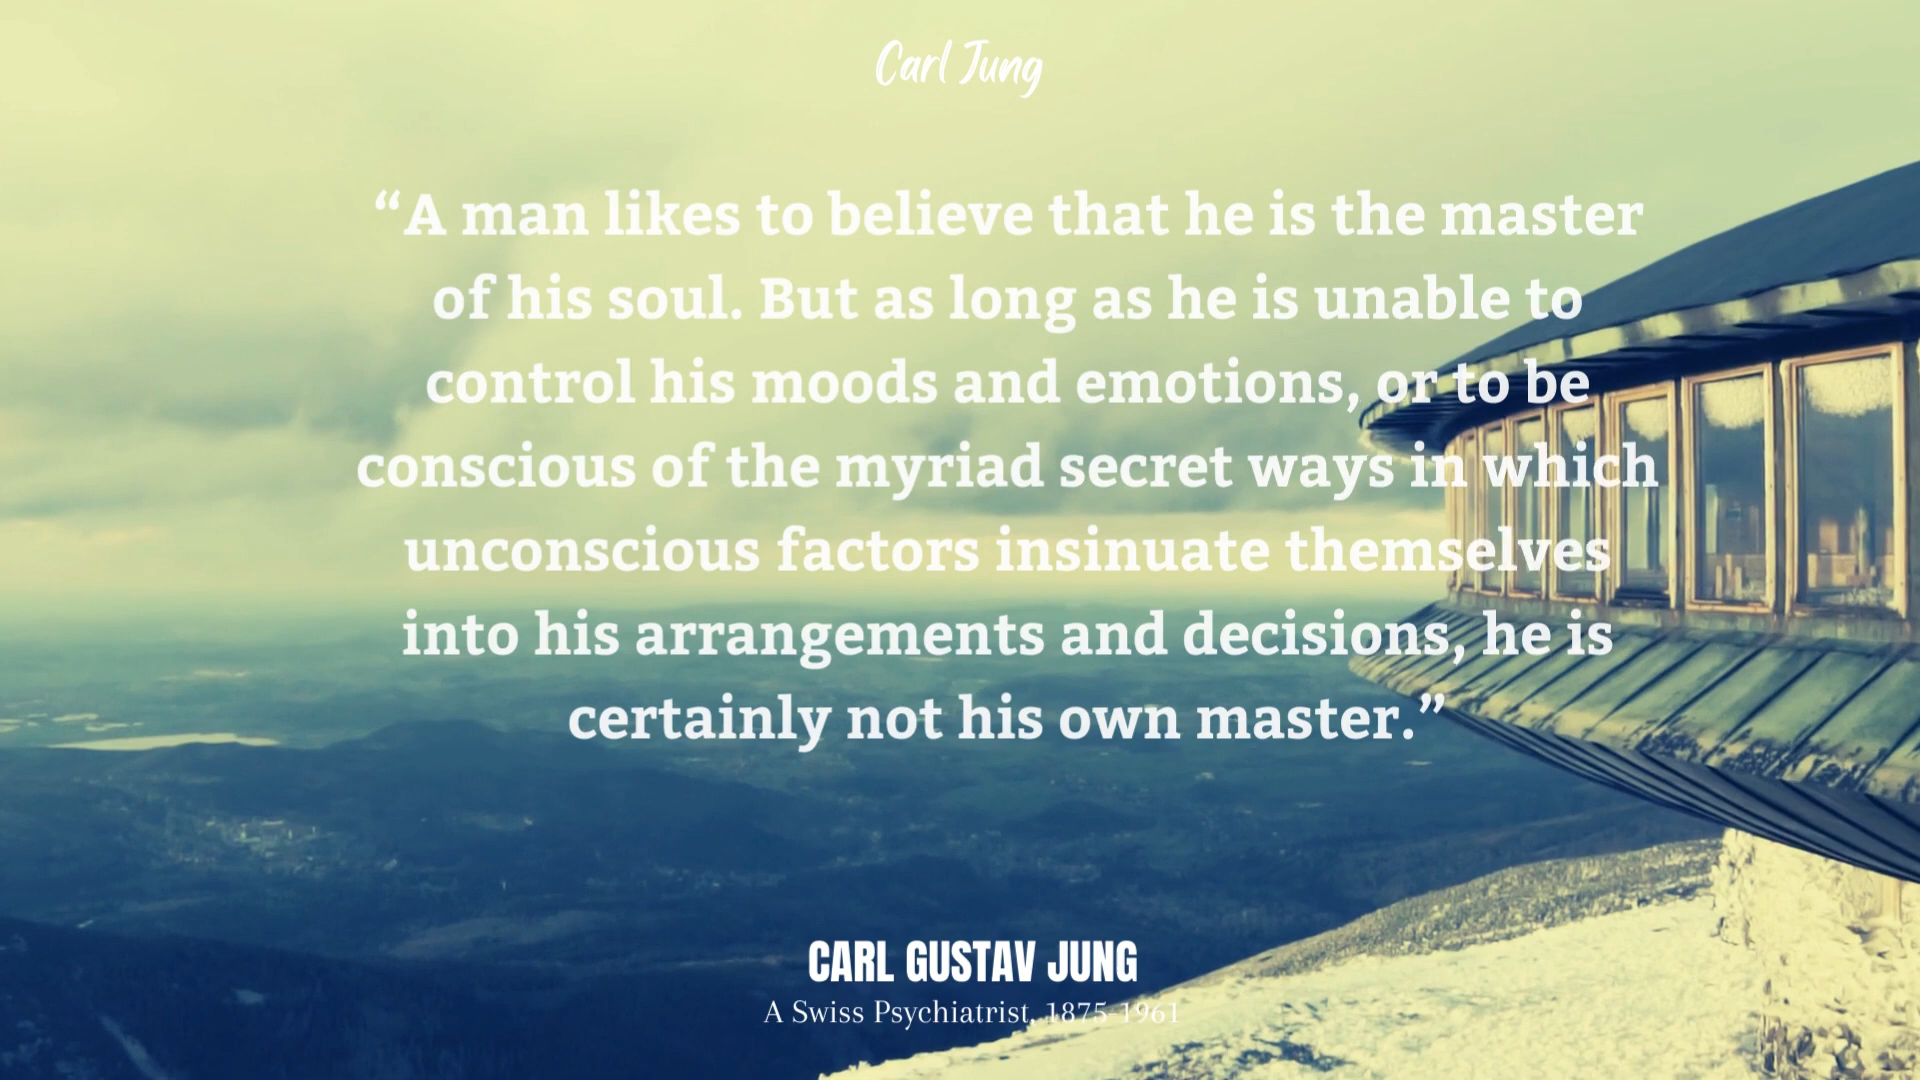 Carl Jung
“A man likes to believe that he is the master
of his soul. But as long as he is unable to
control his moods and emotions, or to be
conscious of the myriad secret ways in which
unconscious factors insinuate themselves
into his arrangements and decisions, he is
certainly not his own master.”
CARL GUSTAV JUNG
A Swiss Psychiatrist, 1875-1961